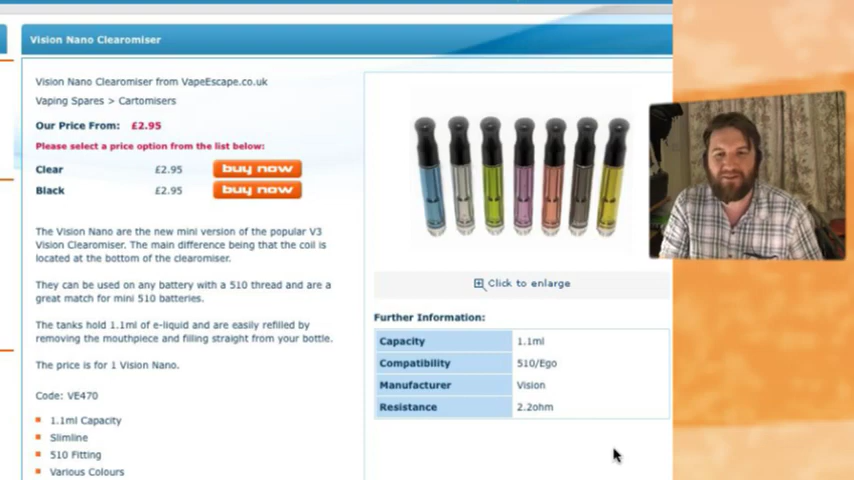 Vision Nano Clearomiser
Vision Nano Clearomiser from VapeEscape.co.uk
Vaping Spares > Cartomisers
Our Price From: £2.95
Please select a price option from the list below:
Clear £2.95 buy now
Black £2.95 buy now
The Vision Nano are the new mini version of the popular V3
Vision Clearomiser. The main difference being that the coil is
located at the bottom of the clearomiser.
They can be used on any battery with a 510 thread and are a
great match for mini 510 batteries.
The tanks hold 1.1ml of e-liquid and are easily refilled by
removing the mouthpiece and filling straight from your bottle.
The price is for 1 Vision Nano.
Code: VE470
1.1ml Capacity
Slimline
510 Fitting
Various Colours
Click to enlarge
Further Information:
Capacity 1.1ml
Compatibility 510/Ego
Manufacturer Vision
Resistance 2.2ohm